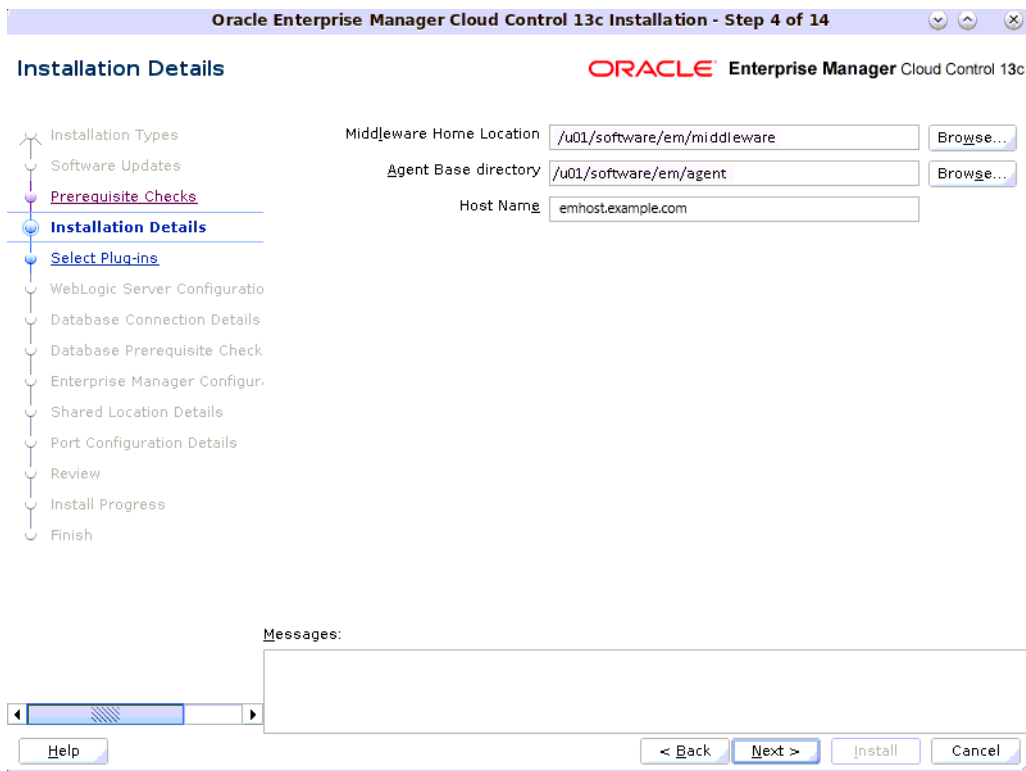 Oracle Enterprise Manager Cloud Control 13c Installation - Step 4 of 14
Installation Details
ORACLE Enterprise Manager Cloud Control 13c
Installation Types
Software Updates
Prerequisite Checks
Installation Details
Select Plug-ins
WebLogic Server Configuratio
Database Connection Details
Database Prerequisite Check
Enterprise Manager Configur
Shared Location Details
Port Configuration Details
Review
Install Progress
Finish
Middleware Home Location /u01/software/em/middleware Browse...
Agent Base directory /u01/software/em/agent Browse...
Host Name emhost.example.com
Messages:
Help < Back Next > Install Cancel